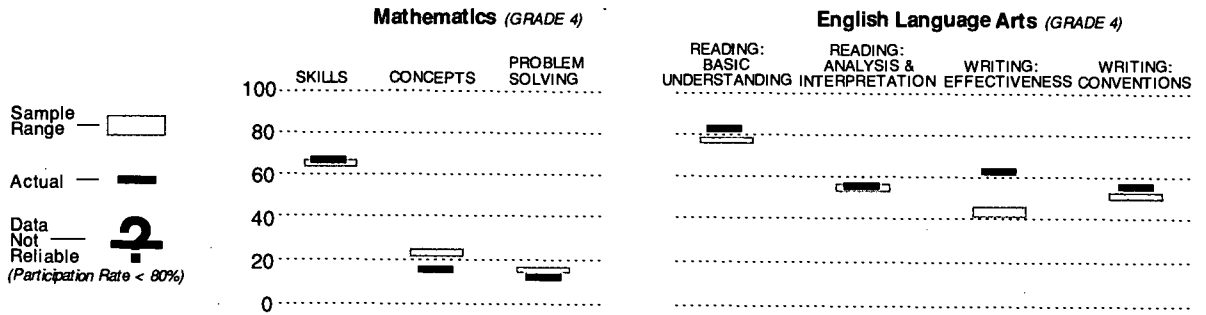 Mathematics (GRADE 4)
English Language Arts (GRADE 4)
SKILLS
CONCEPTS
PROBLEM
SOLVING
READING:
BASIC
UNDERSTANDING
READING:
ANALYSIS &
INTERPRETATION
WRITING:
EFFECTIVENESS
WRITING:
CONVENTIONS
100
80
60
40
20
0
Sample
Range
Actual
Data
Not
Reliable
?
(Participation Rate < 80%)